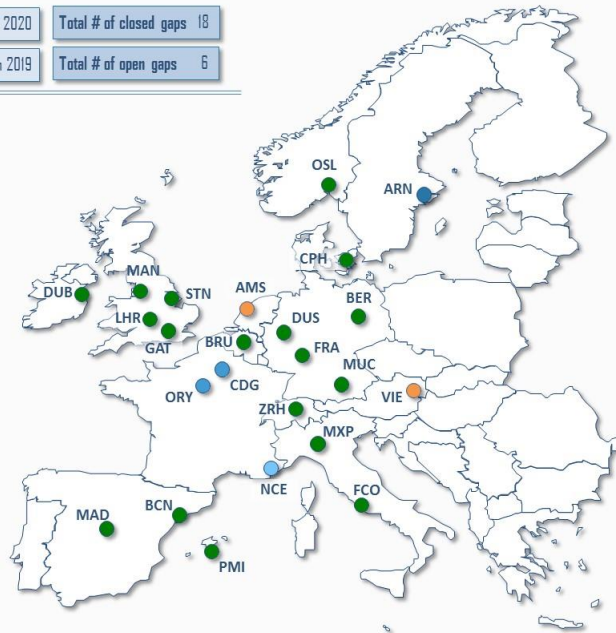 2020
Total # of closed gaps 18
2019
Total # of open gaps 6
OSL
ARN
CPH
MAN
DUB
STN
AMS
BER
LHR
DUS
GAT
BRU
FRA
MUC
CDG
ORY
VIE
ZRH
MXP
NCE
FCO
BCN
MAD
PMI